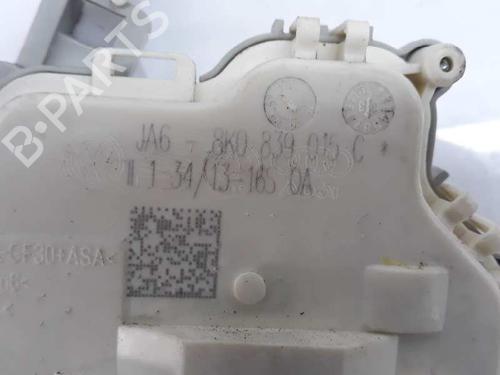 B-PARTS
JA6 - 8K0 839 015 C *
1-34/13-165 0A
-CF30+ASA<